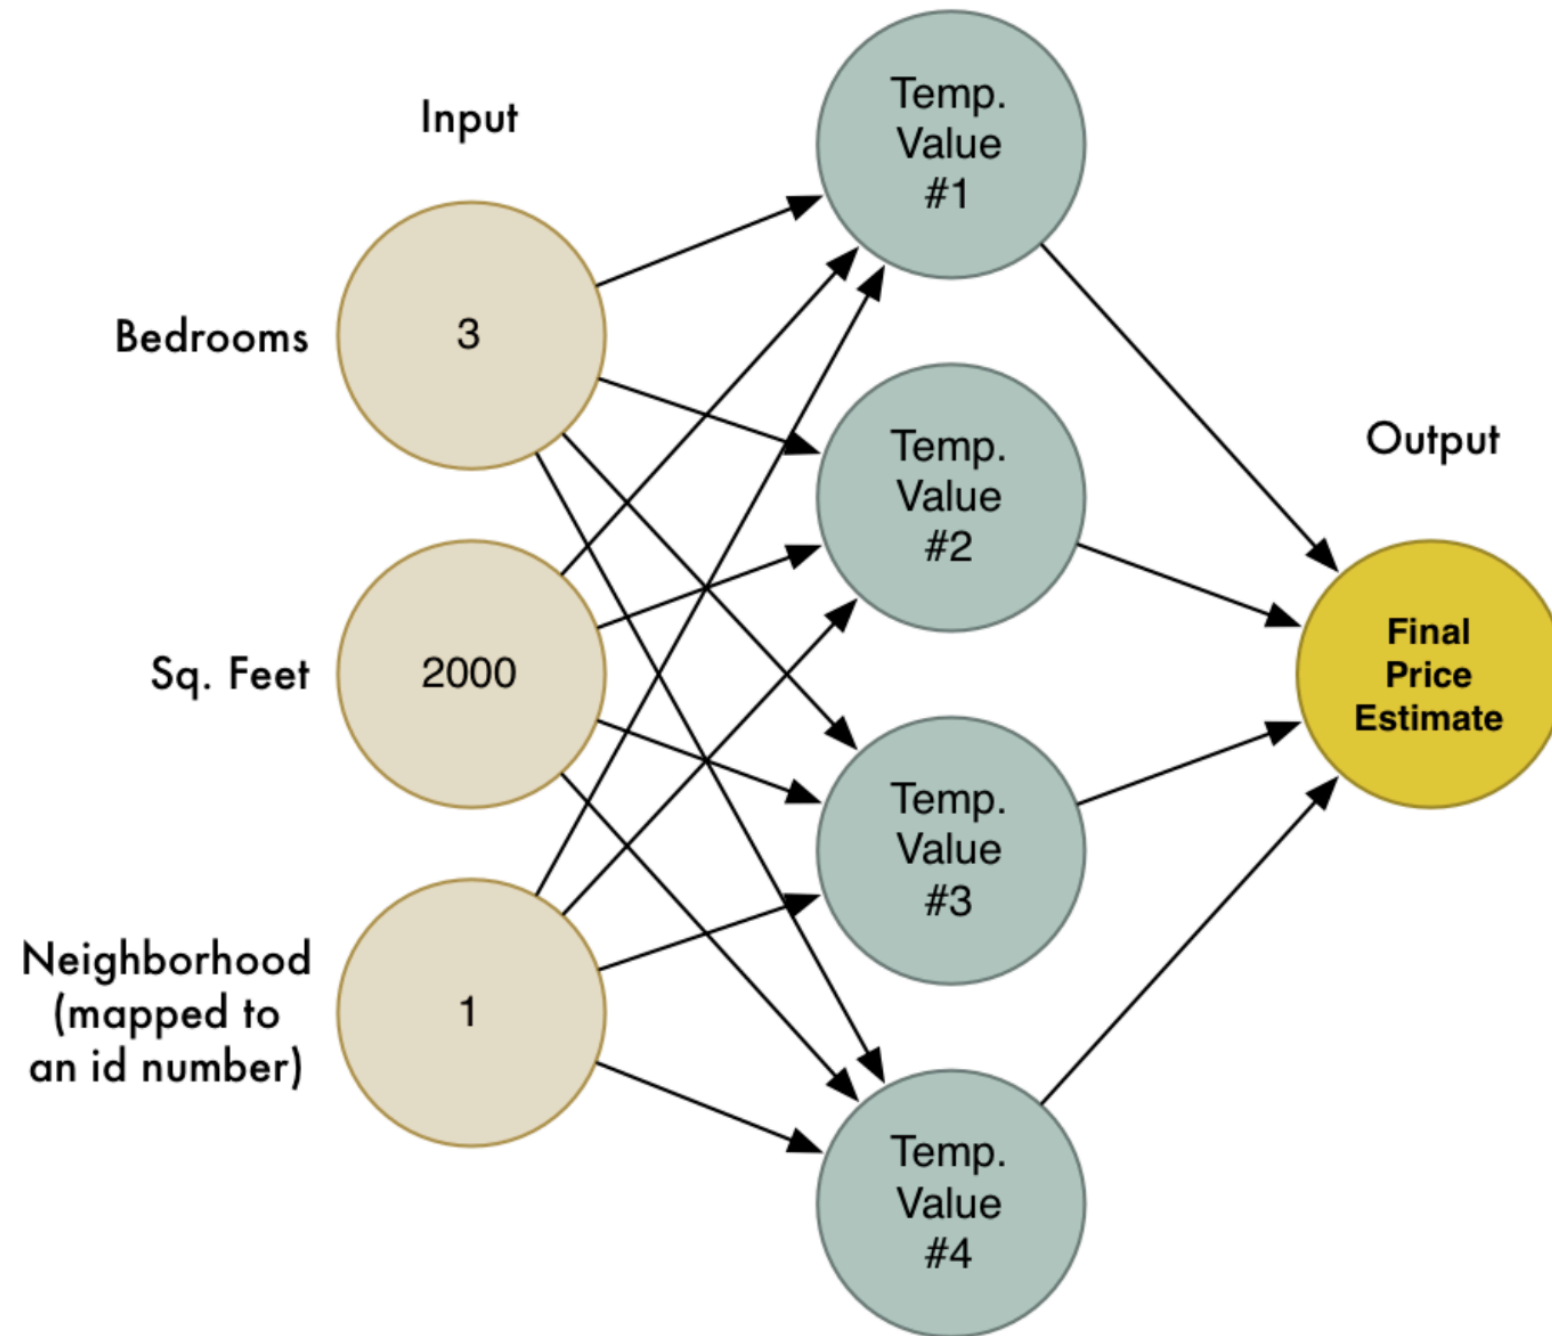 Input
Bedrooms
3
Sq. Feet
2000
Neighborhood
(mapped to
an id number)
1
Temp.
Value
#1
Temp.
Value
#2
Temp.
Value
#3
Temp.
Value
#4
Output
Final
Price
Estimate